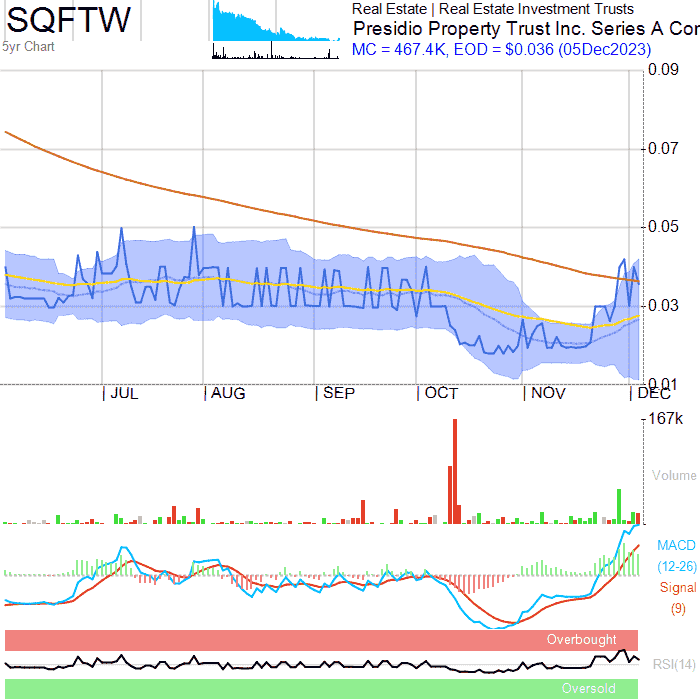 SQFTW
5yr Chart
Real Estate | Real Estate Investment Trusts
Presidio Property Trust Inc. Series A Cor
MC = 467.4K, EOD = $0.036 (05Dec2023)
0.09
0.07
0.05
0.03
0.01
JUL
AUG
SEP
OCT
NOV
DEC
167k
Volume
MACD
(12-26)
Signal
(9)
Overbought
RSI(14)
Oversold